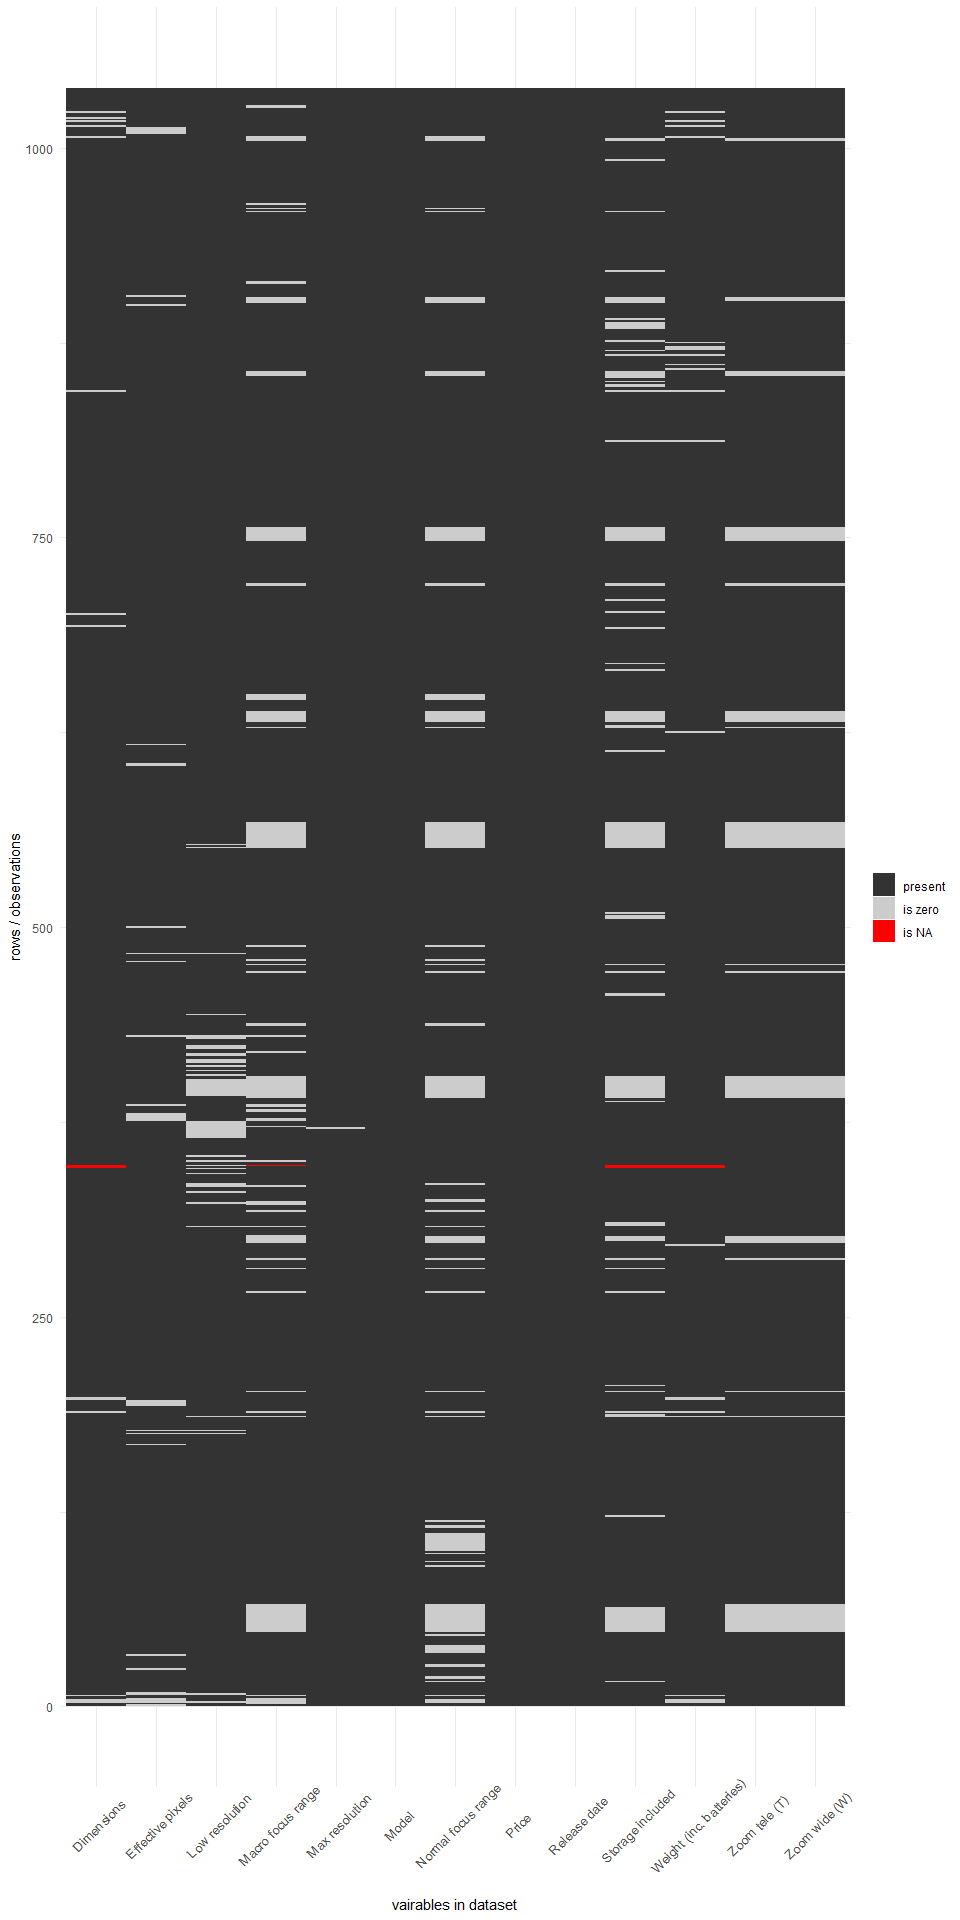 1000
750
500
250
0
rows / observations
present
is zero
is NA
Dimensions
Effective pixels
Low resolution
Macro focus range
Max resolution
Model
Normal focus range
Price
Release date
Storage included
Weight (inc. batteries)
Zoom tele (T)
Zoom wide (W)
vairables in dataset